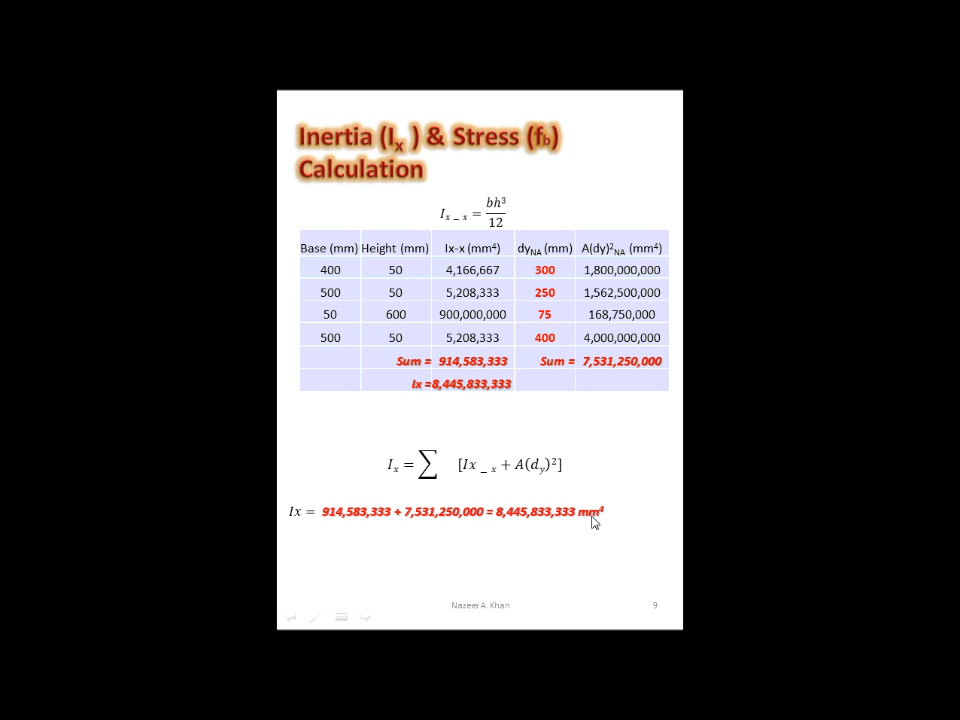 Inertia (Ix ) & Stress (fb)
Calculation
I x _ x = bh³/12
Base (mm) Height (mm) Ix-x (mm⁴) dyNA (mm) A(dy)²NA (mm⁴)
400 50 4,166,667 300 1,800,000,000
500 50 5,208,333 250 1,562,500,000
50 600 900,000,000 75 168,750,000
500 50 5,208,333 400 4,000,000,000
Sum = 914,583,333 Sum = 7,531,250,000
Ix =8,445,833,333
Ix = ∑ [Ix _ x + A(dy)²]
Ix = 914,583,333 + 7,531,250,000 = 8,445,833,333 mm⁴
Nazeer A. Khan 9